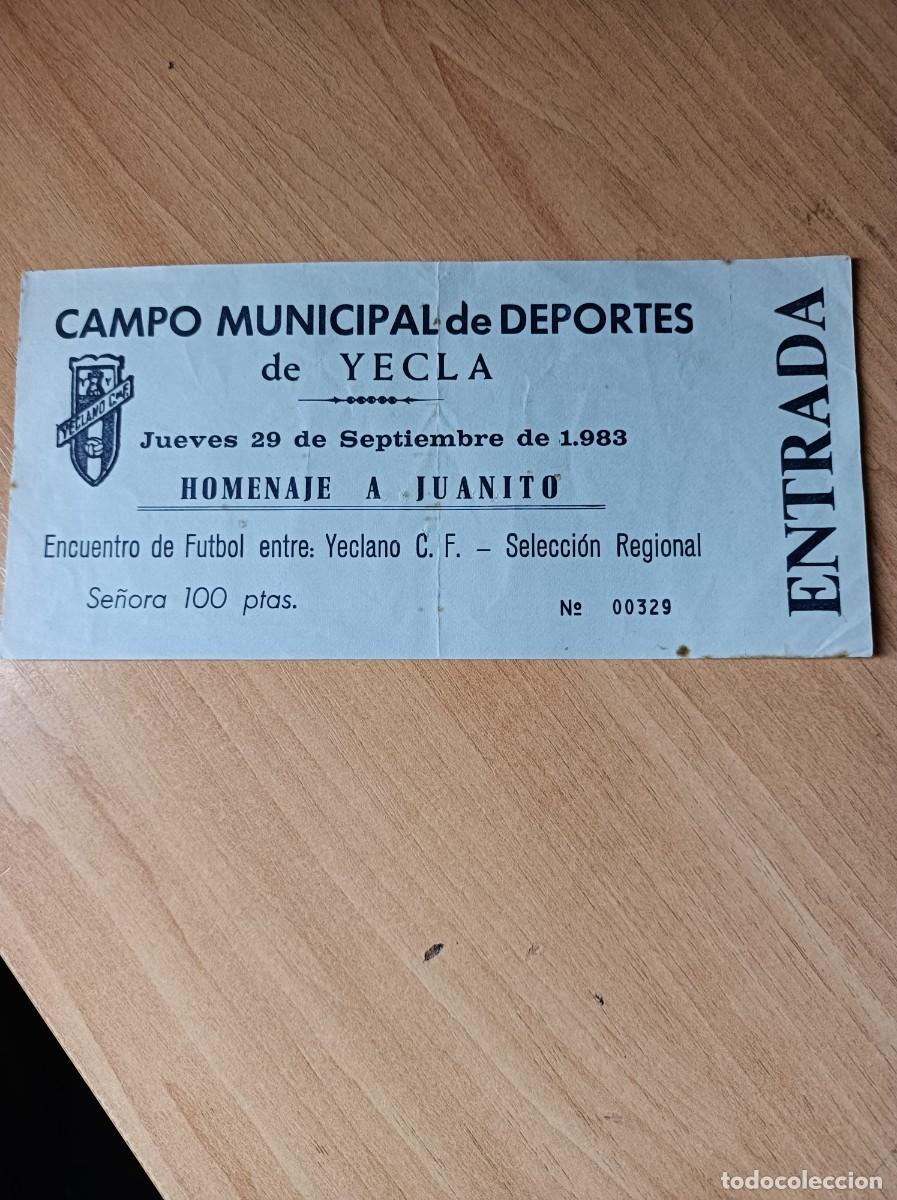 CAMPO MUNICIPAL de DEPORTES
de YECLA
YECLANO C. F.
Y Y
Jueves 29 de Septiembre de 1.983
HOMENAJE A JUANITO
Encuentro de Futbol entre: Yeclano C. F. - Selección Regional
Señora 100 ptas.
Nº 00329
ENTRADA
todocoleccion